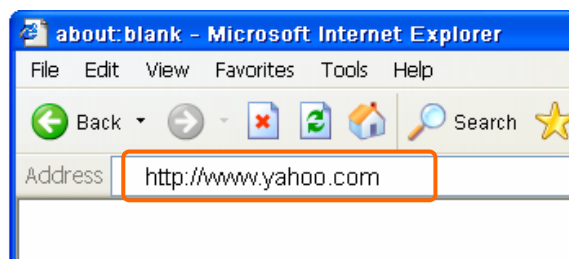 about:blank - Microsoft Internet Explorer
File Edit View Favorites Tools Help
Back Search
Address http://www.yahoo.com